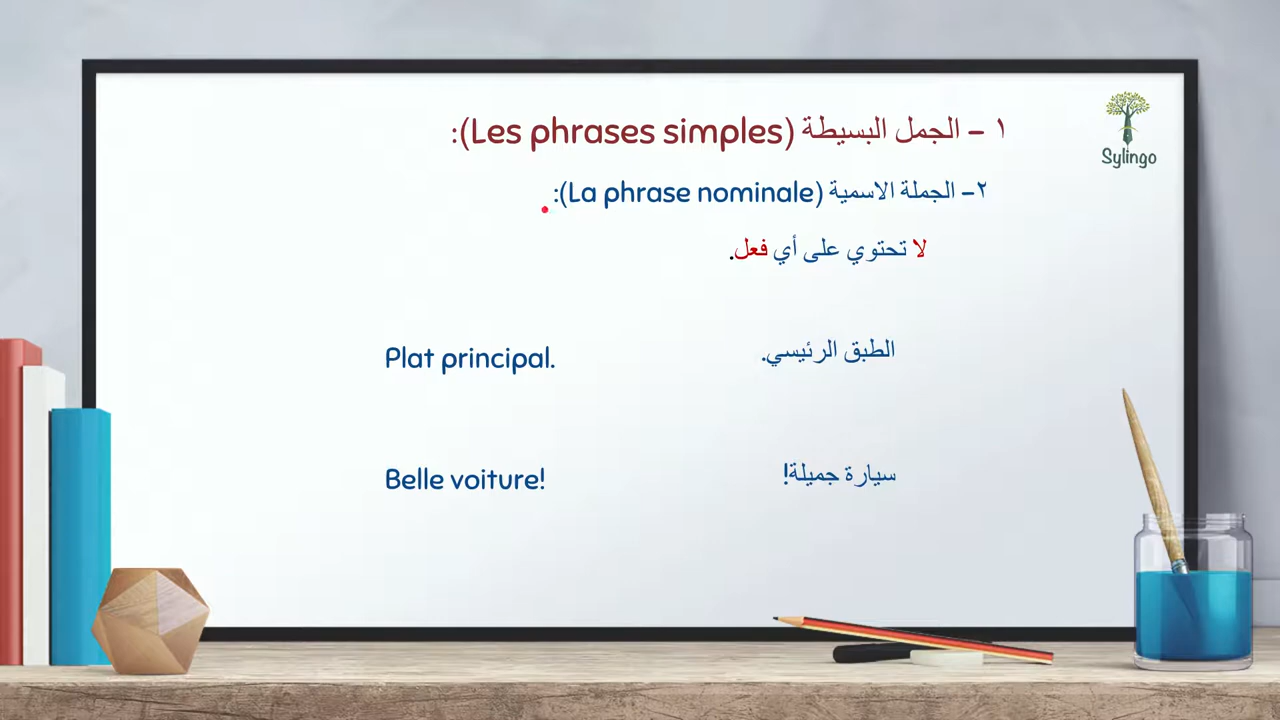 ١ – الجمل البسيطة (Les phrases simples):
Sylingo
٢– الجملة الاسمية (La phrase nominale):
لا تحتوي على أي فعل.
الطبق الرئيسي. Plat principal.
سيارة جميلة! Belle voiture!